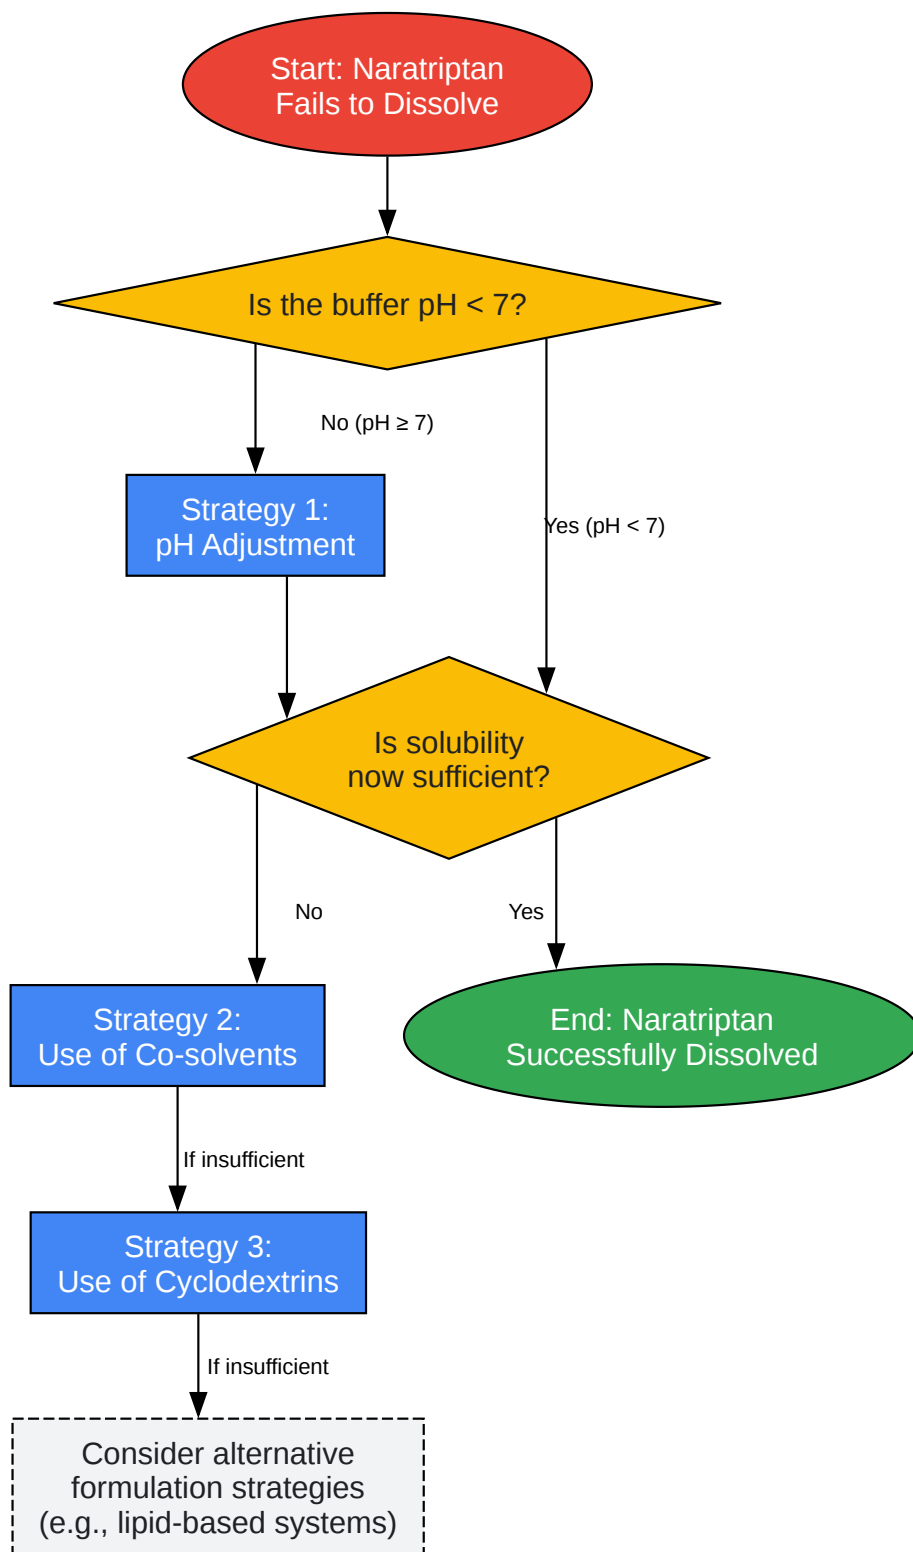 Start: Naratriptan
Fails to Dissolve
Is the buffer pH < 7?
No (pH ≥ 7)
Strategy 1:
pH Adjustment
Yes (pH < 7)
Is solubility
now sufficient?
No
Yes
Strategy 2:
Use of Co-solvents
End: Naratriptan
Successfully Dissolved
If insufficient
Strategy 3:
Use of Cyclodextrins
If insufficient
Consider alternative
formulation strategies
(e.g., lipid-based systems)